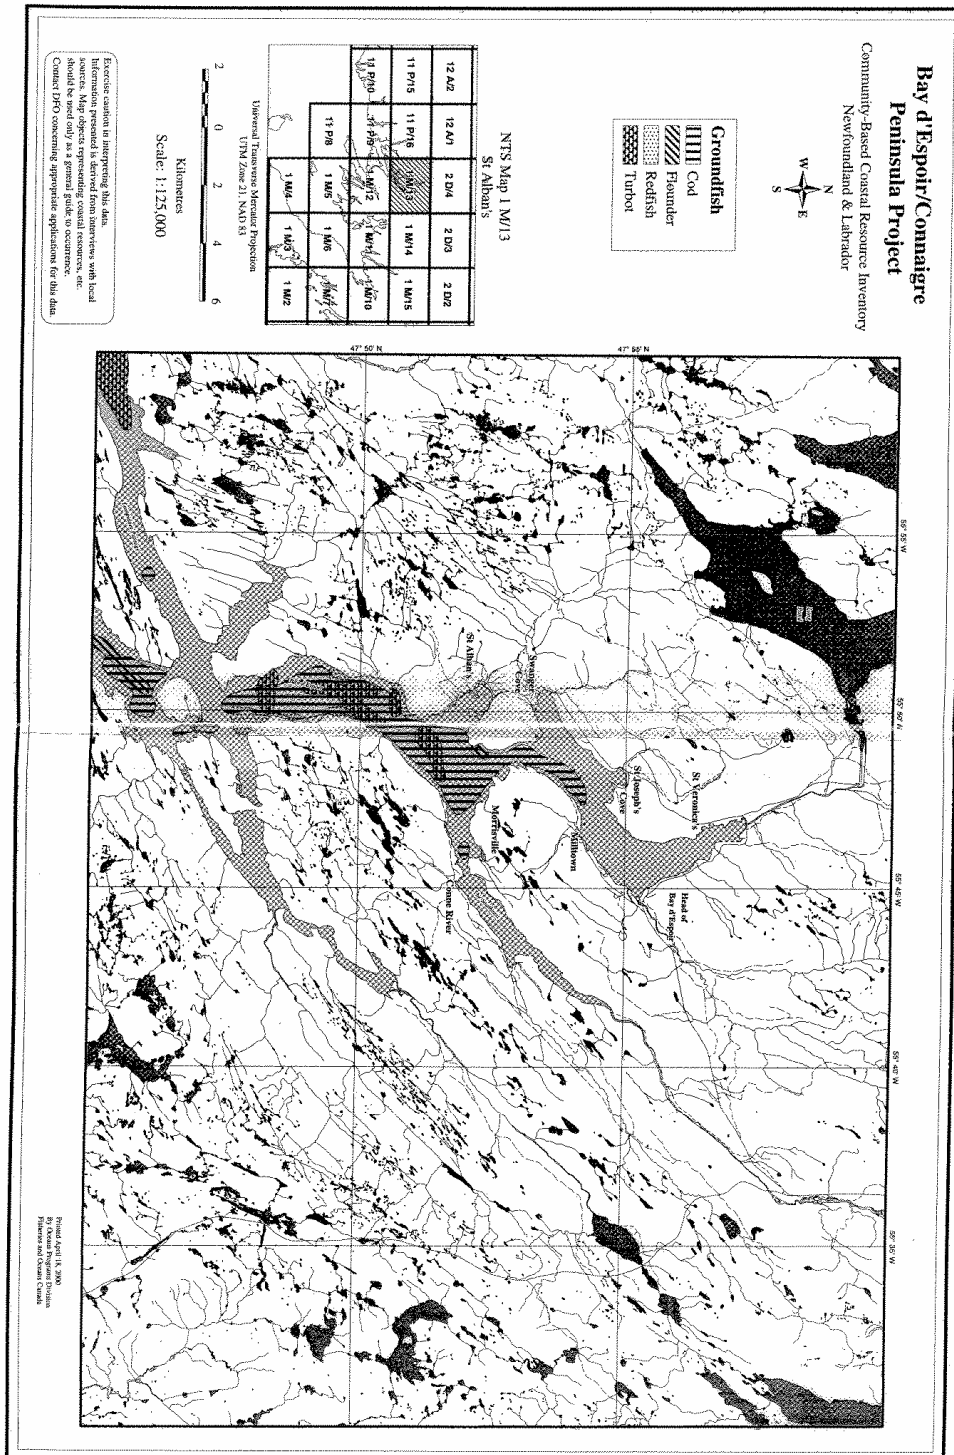 Bay d'Espoir/Connaigre
Peninsula Project
Community-Based Coastal Resource Inventory
Newfoundland & Labrador
N
W
E
S
Groundfish
Cod
Flounder
Redfish
Turbot
NTS Map 1 M/13
St Alban's
12 A/2
12 A/1
2 D/4
2 D/3
2 D/2
11 P/15
11 P/16
1 M/13
1 M/14
1 M/15
11 P/10
11 P/9
1 M/12
1 M/11
1 M/10
11 P/8
1 M/5
1 M/6
1 M/7
1 M/4
1 M/3
1 M/2
Universal Transverse Mercator Projection
UTM Zone 21, NAD 83
2 0 2 4 6
Kilometres
Scale: 1:125,000
Exercise caution in interpreting this data.
Information presented is derived from interviews with local
sources. Map objects representing coastal resources, etc.
should be used only as a general guide to occurrence.
Contact DFO concerning appropriate applications for this data.
55° 55' W
55° 50' W
55° 45' W
55° 40' W
55° 35' W
47° 55' N
47° 50' N
St Veronica's
Head of
Bay d'Espoir
St Joseph's
Cove
Milltown
Swanger
Cove
St Alban's
Morrisville
Conne River
Printed April 18, 2000
By Oceans Programs Division
Fisheries and Oceans Canada